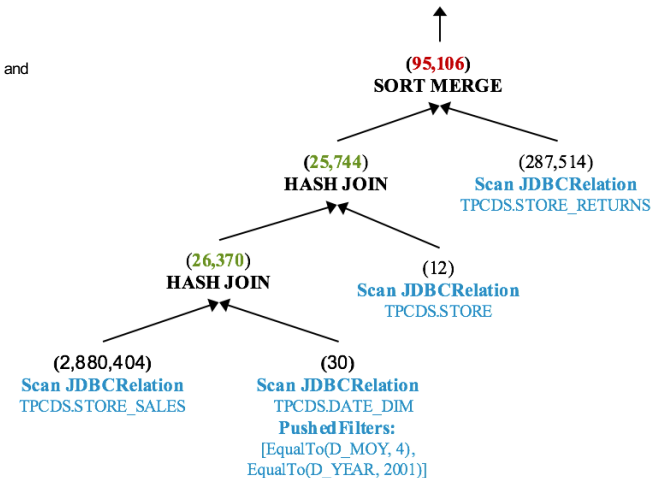 and
(95,106)
SORT MERGE
(25,744)
HASH JOIN
(287,514)
Scan JDBCRelation
TPCDS.STORE_RETURNS
(26,370)
HASH JOIN
(12)
Scan JDBCRelation
TPCDS.STORE
(2,880,404)
Scan JDBCRelation
TPCDS.STORE_SALES
(30)
Scan JDBCRelation
TPCDS.DATE_DIM
PushedFilters:
[EqualTo(D_MOY, 4),
EqualTo(D_YEAR, 2001)]